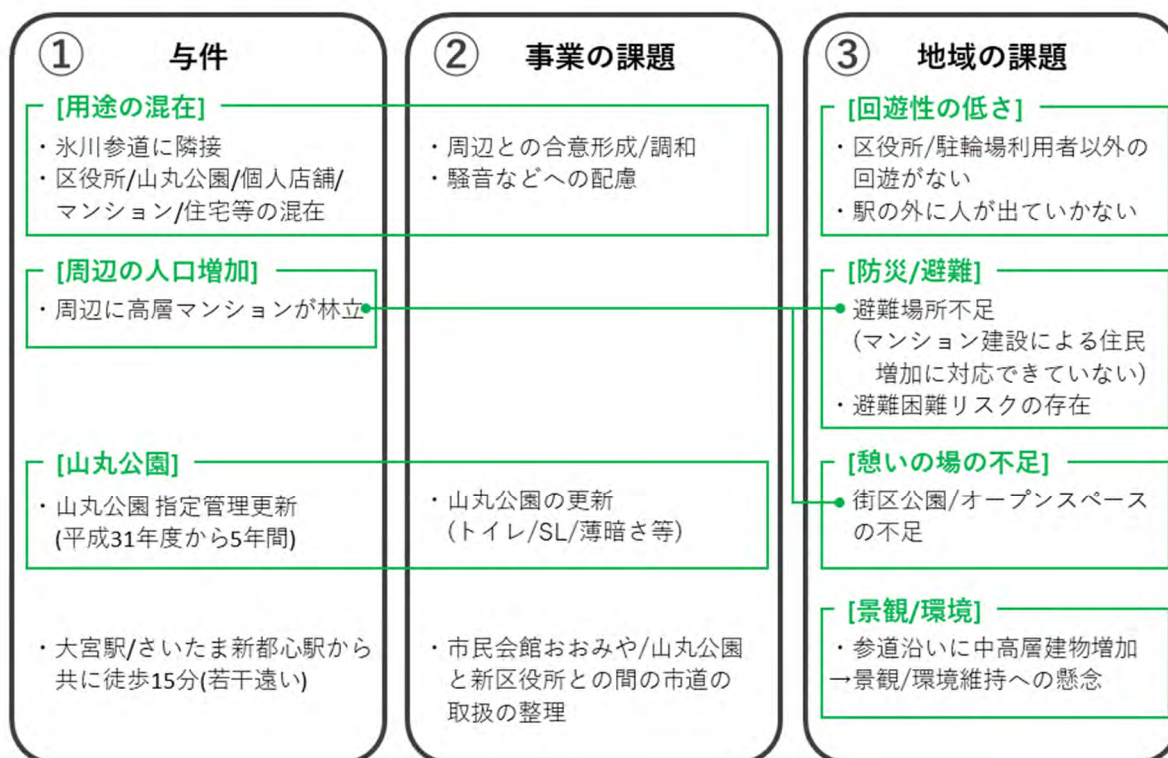 ① 与件
[用途の混在]
・氷川参道に隣接
・区役所/山丸公園/個人店舗/
マンション/住宅等の混在
[周辺の人口増加]
・周辺に高層マンションが林立
[山丸公園]
・山丸公園 指定管理更新
(平成31年度から5年間)
・大宮駅/さいたま新都心駅から
共に徒歩15分(若干遠い)
② 事業の課題
・周辺との合意形成/調和
・騒音などへの配慮
・山丸公園の更新
(トイレ/SL/薄暗さ等)
・市民会館おおみや/山丸公園
と新区役所との間の市道の
取扱の整理
③ 地域の課題
[回遊性の低さ]
・区役所/駐輪場利用者以外の
回遊がない
・駅の外に人が出ていかない
[防災/避難]
避難場所不足
(マンション建設による住民
増加に対応できていない)
・避難困難リスクの存在
[憩いの場の不足]
街区公園/オープンスペース
の不足
[景観/環境]
・参道沿いに中高層建物増加
→景観/環境維持への懸念